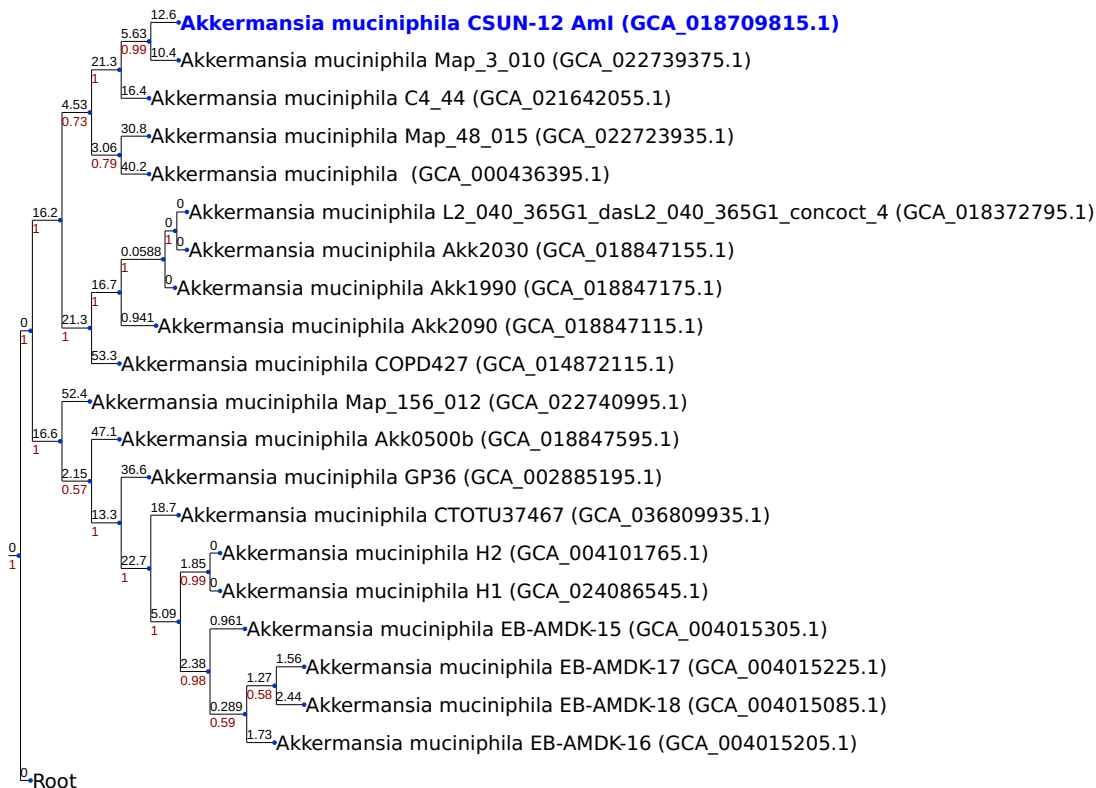 12.6
Akkermansia muciniphila CSUN-12 AmI (GCA_018709815.1)
5.63
0.99
10.4
Akkermansia muciniphila Map_3_010 (GCA_022739375.1)
21.3
1
16.4
Akkermansia muciniphila C4_44 (GCA_021642055.1)
4.53
0.73
30.8
Akkermansia muciniphila Map_48_015 (GCA_022723935.1)
3.06
0.79
40.2
Akkermansia muciniphila (GCA_000436395.1)
16.2
1
0
Akkermansia muciniphila L2_040_365G1_dasL2_040_365G1_concoct_4 (GCA_018372795.1)
0
1
0
Akkermansia muciniphila Akk2030 (GCA_018847155.1)
0.0588
1
0
Akkermansia muciniphila Akk1990 (GCA_018847175.1)
16.7
1
0.941
Akkermansia muciniphila Akk2090 (GCA_018847115.1)
21.3
1
53.3
Akkermansia muciniphila COPD427 (GCA_014872115.1)
0
1
52.4
Akkermansia muciniphila Map_156_012 (GCA_022740995.1)
16.6
1
47.1
Akkermansia muciniphila Akk0500b (GCA_018847595.1)
2.15
0.57
36.6
Akkermansia muciniphila GP36 (GCA_002885195.1)
13.3
1
18.7
Akkermansia muciniphila CTOTU37467 (GCA_036809935.1)
22.7
1
0
Akkermansia muciniphila H2 (GCA_004101765.1)
1.85
0.99
0
Akkermansia muciniphila H1 (GCA_024086545.1)
0
1
5.09
1
0.961
Akkermansia muciniphila EB-AMDK-15 (GCA_004015305.1)
2.38
0.98
1.56
Akkermansia muciniphila EB-AMDK-17 (GCA_004015225.1)
1.27
0.58
2.44
Akkermansia muciniphila EB-AMDK-18 (GCA_004015085.1)
0.289
0.59
1.73
Akkermansia muciniphila EB-AMDK-16 (GCA_004015205.1)
0
Root